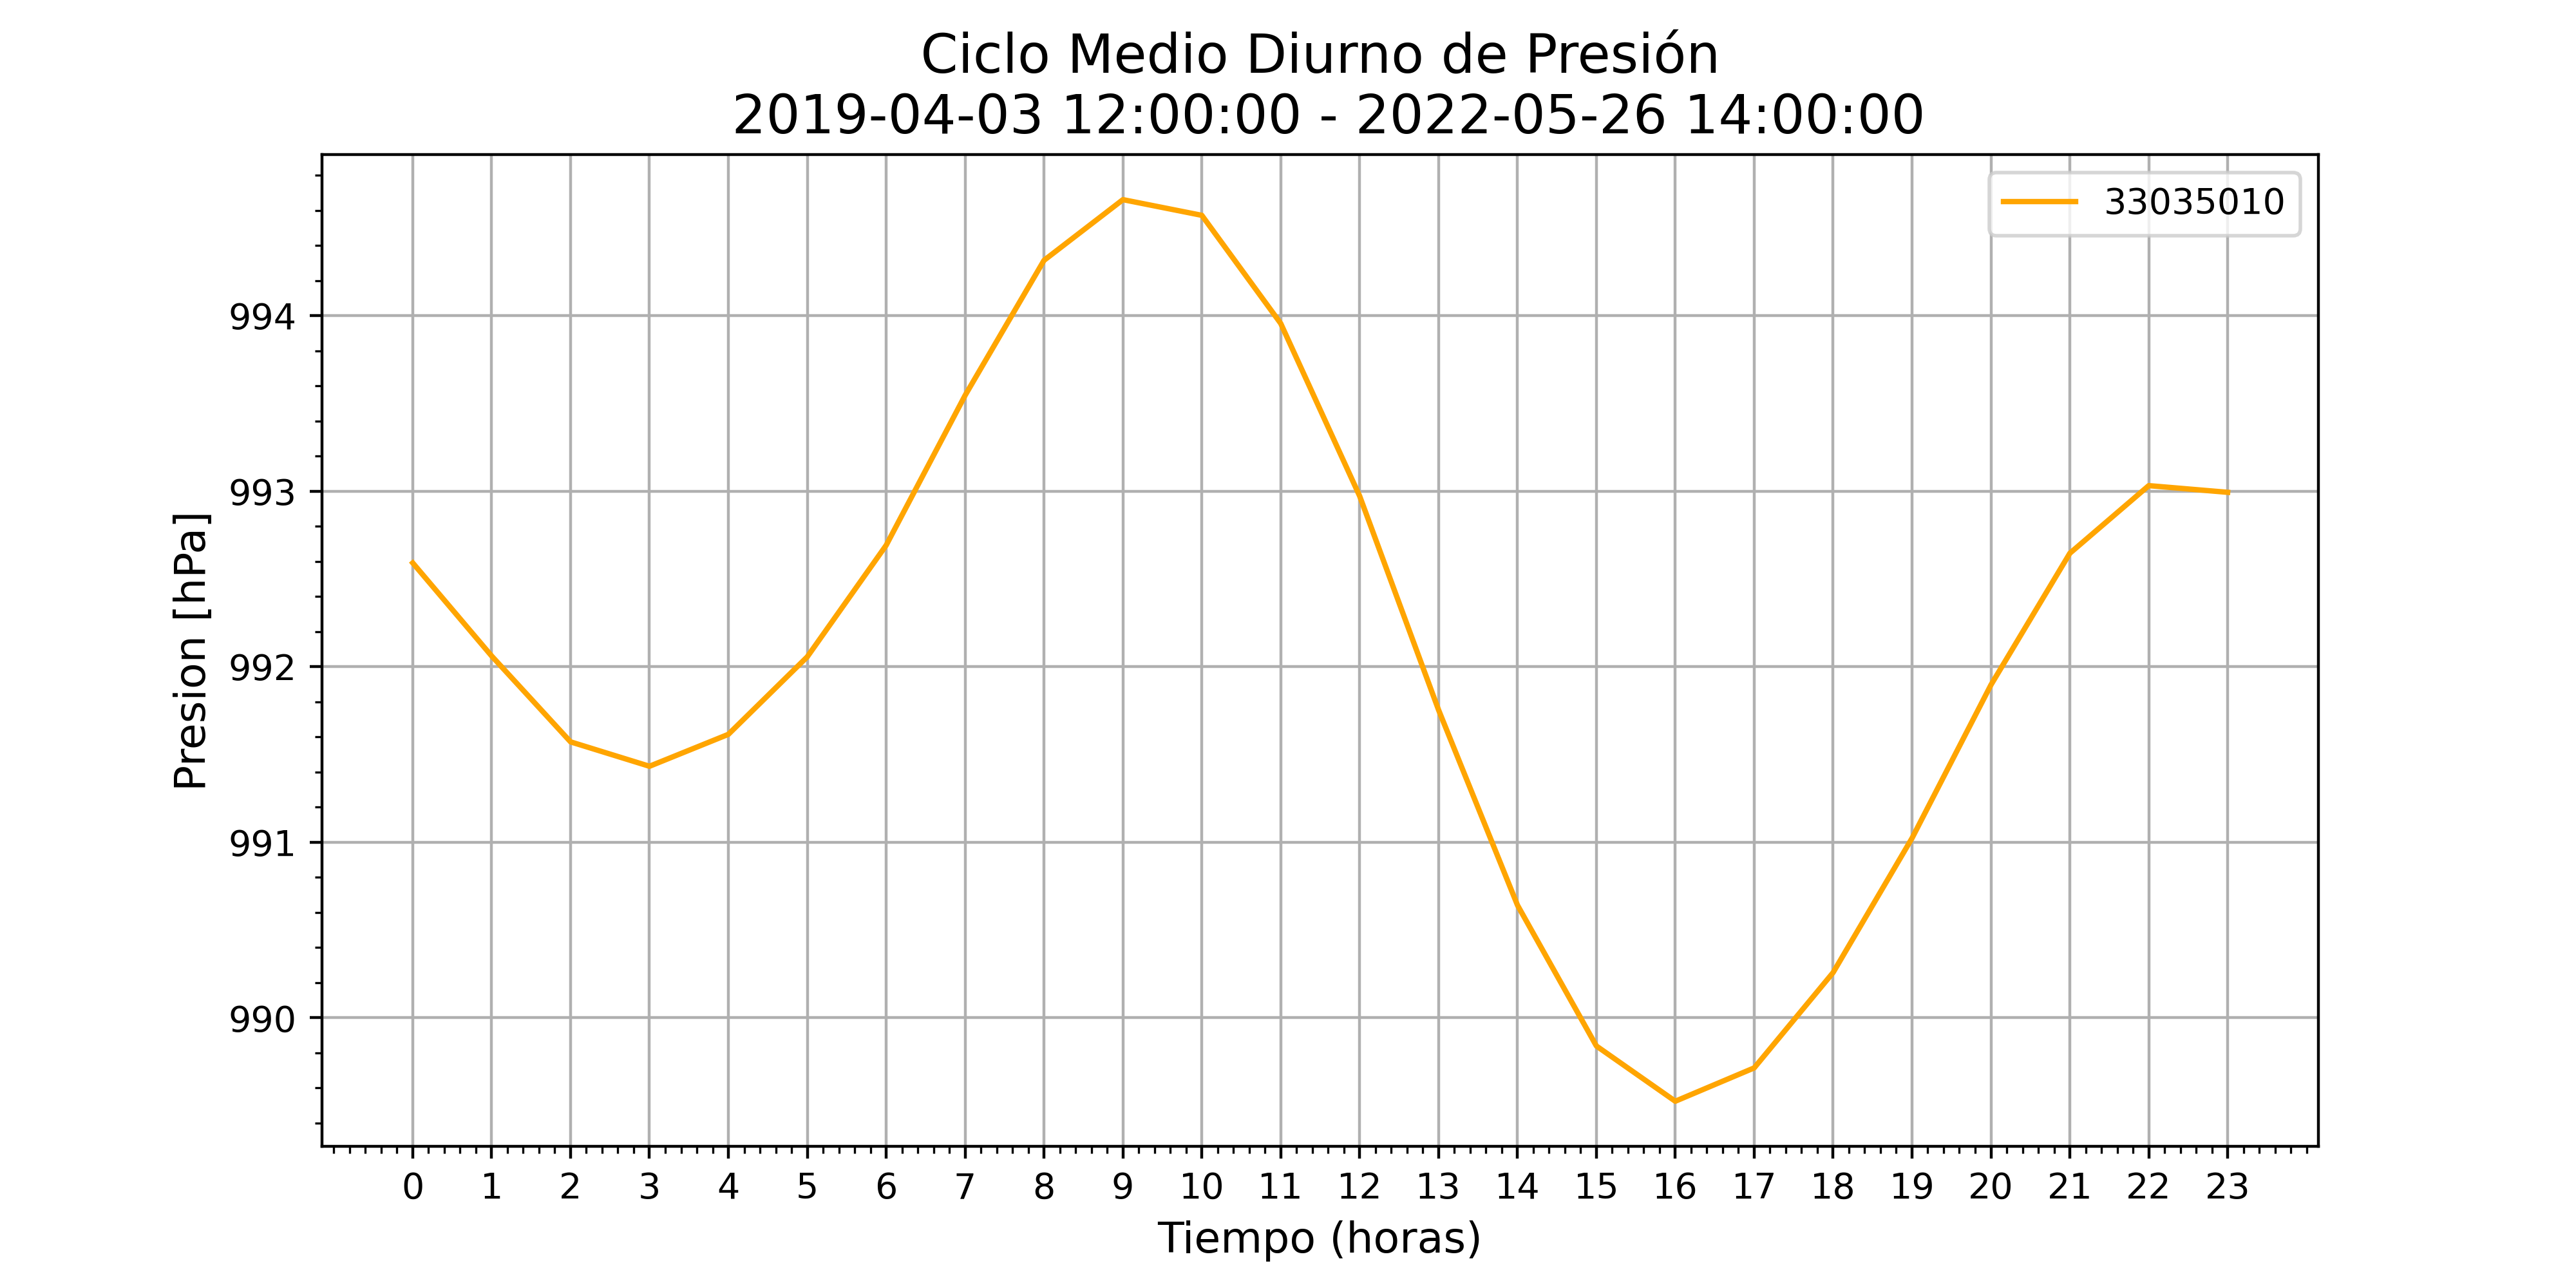 Ciclo Medio Diurno de Presión
2019-04-03 12:00:00 - 2022-05-26 14:00:00
33035010
994
993
992
991
990
Presion [hPa]
0 1 2 3 4 5 6 7 8 9 10 11 12 13 14 15 16 17 18 19 20 21 22 23
Tiempo (horas)